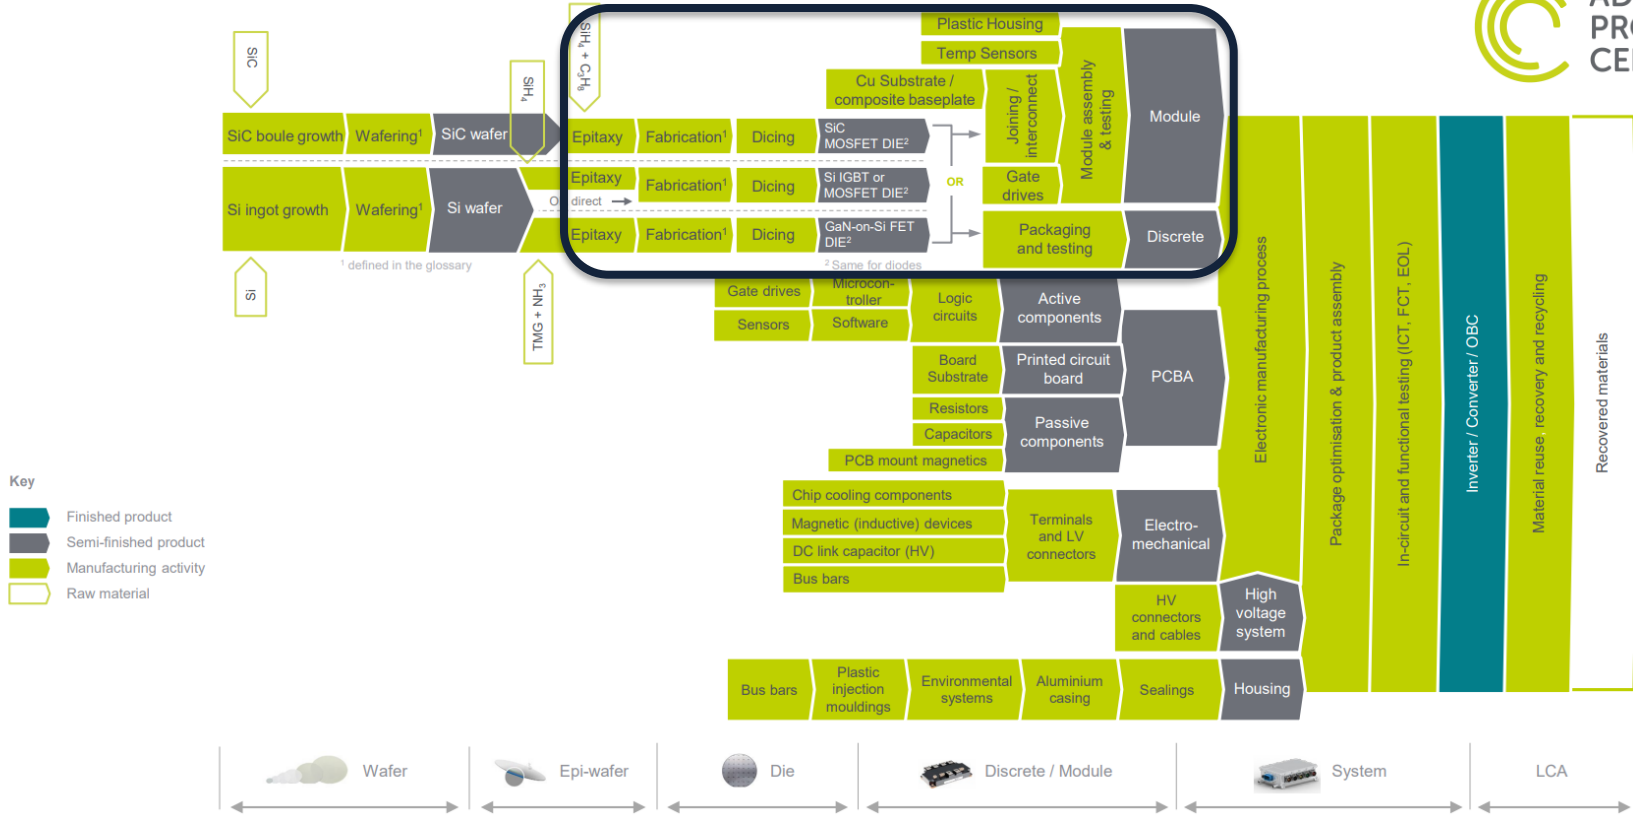 Plastic Housing
Temp Sensors
Cu Substrate /
composite baseplate
Joining /
interconnect
Module assembly
& testing
Module
SiC
SiH4
SiH4 + C3H8
SiC boule growth
Wafering1
SiC wafer
Epitaxy
Fabrication1
Dicing
SiC
MOSFET DIE2
Si ingot growth
Wafering1
Si wafer
Epitaxy
direct
Fabrication1
Dicing
Si IGBT or
MOSFET DIE2
OR
Gate
drives
Epitaxy
Fabrication1
Dicing
GaN-on-Si FET
DIE2
Packaging
and testing
Discrete
1 defined in the glossary
2 Same for diodes
Si
TMG + NH3
Gate drives
Microcon-
troller
Sensors
Software
Logic
circuits
Active
components
Board
Substrate
Printed circuit
board
Resistors
Capacitors
PCB mount magnetics
Passive
components
PCBA
Chip cooling components
Magnetic (inductive) devices
DC link capacitor (HV)
Bus bars
Terminals
and LV
connectors
Electro-
mechanical
HV
connectors
and cables
High
voltage
system
Bus bars
Plastic
injection
mouldings
Environmental
systems
Aluminium
casing
Sealings
Housing
Electronic manufacturing process
Package optimisation & product assembly
In-circuit and functional testing (ICT, FCT, EOL)
Inverter / Converter / OBC
Material reuse, recovery and recycling
Recovered materials
Key
Finished product
Semi-finished product
Manufacturing activity
Raw material
Wafer
Epi-wafer
Die
Discrete / Module
System
LCA